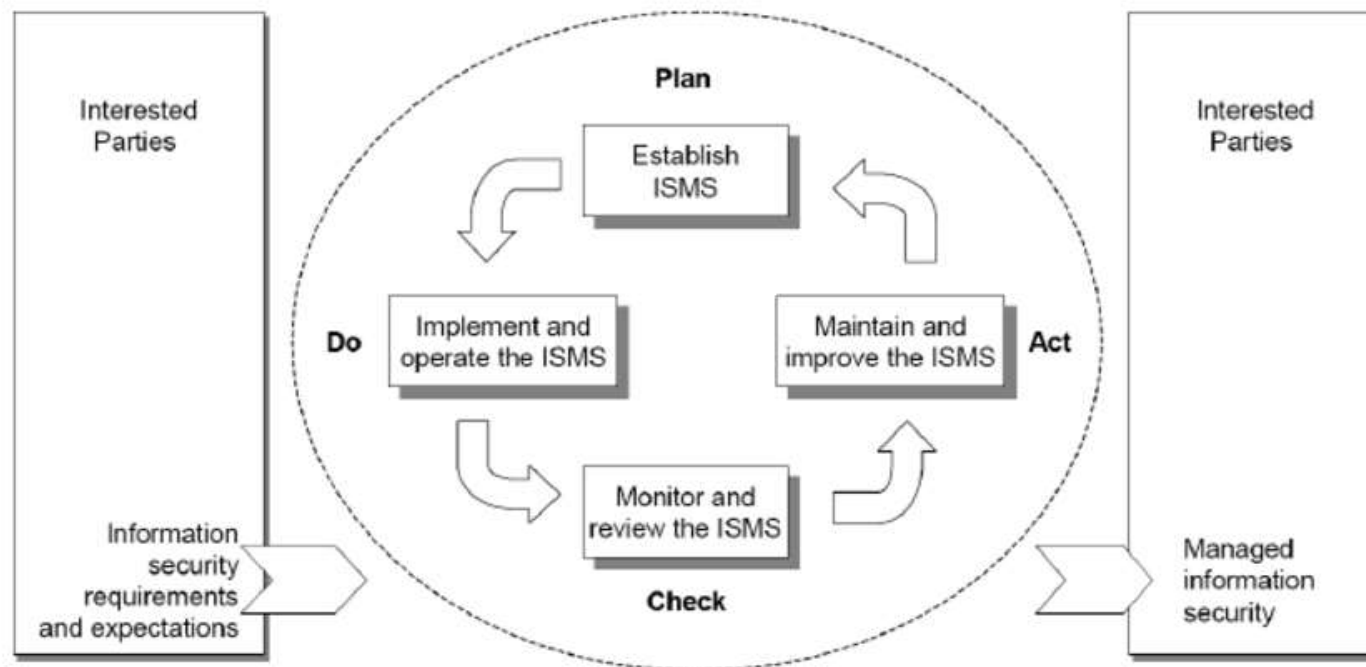 Interested
Parties
Information
security
requirements
and expectations
Plan
Establish
ISMS
Do
Implement and
operate the ISMS
Maintain and
improve the ISMS
Act
Monitor and
review the ISMS
Check
Interested
Parties
Managed
information
security